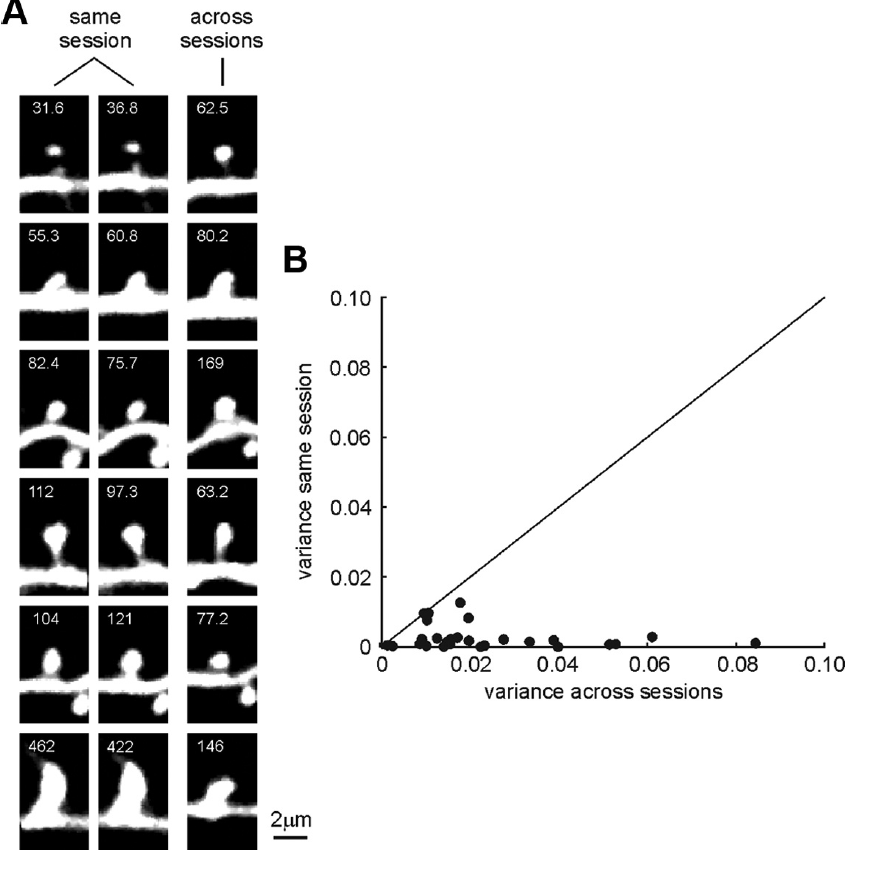 A
same
session
across
sessions
31.6 36.8 62.5
55.3 60.8 80.2
82.4 75.7 169
112 97.3 63.2
104 121 77.2
462 422 146
2μm
B
0.10
0.08
0.06
0.04
0.02
0
variance same session
0 0.02 0.04 0.06 0.08 0.10
variance across sessions